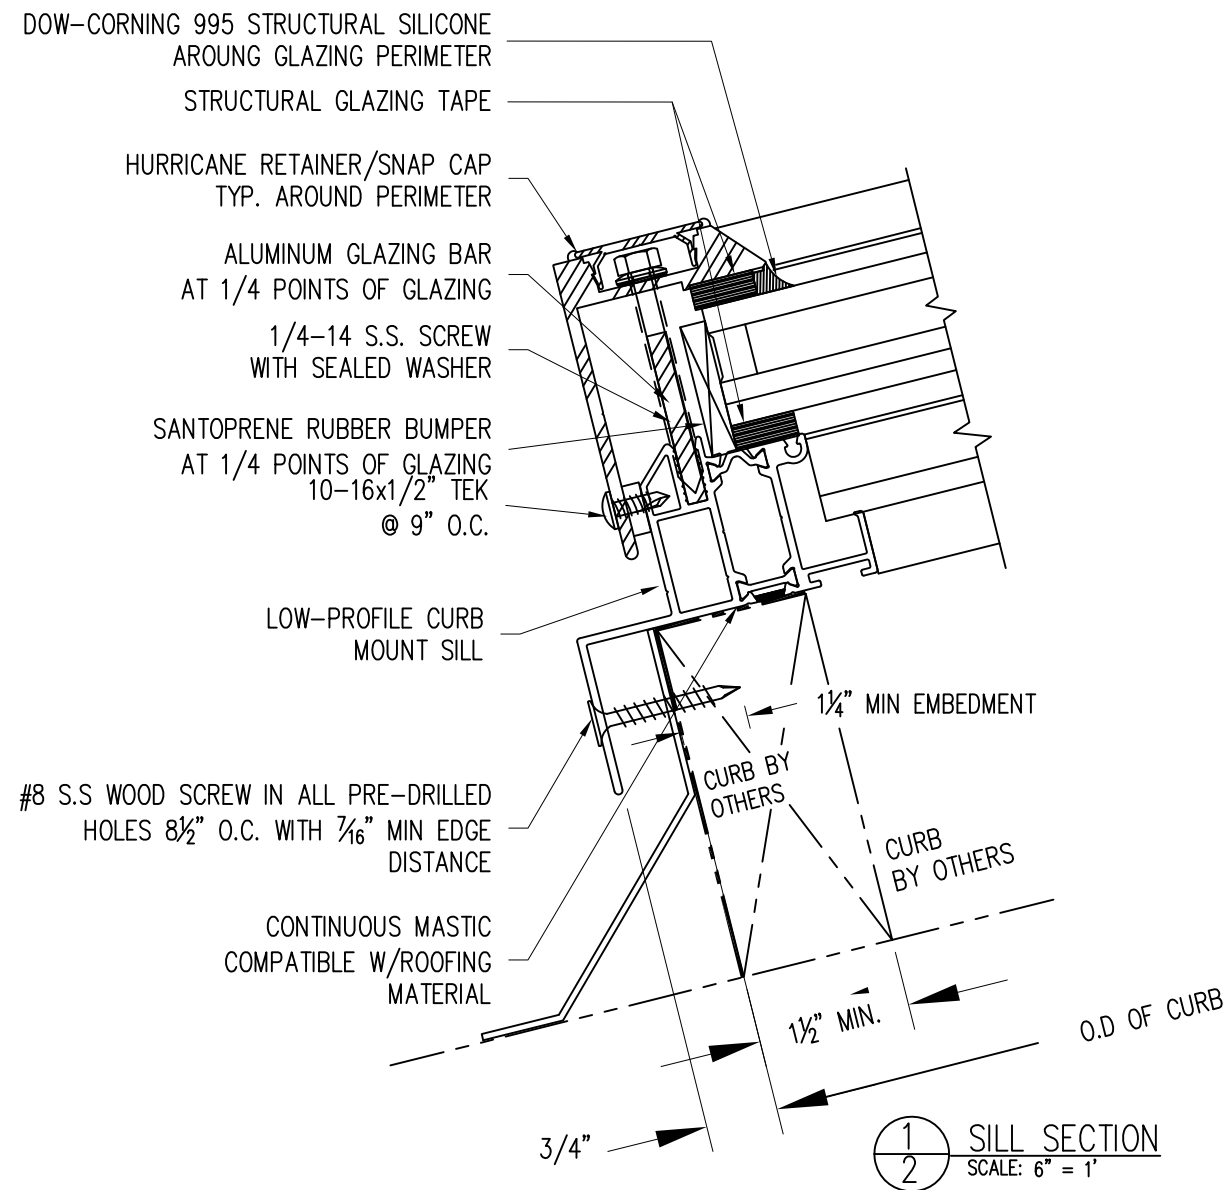 DOW-CORNING 995 STRUCTURAL SILICONE
AROUNG GLAZING PERIMETER
STRUCTURAL GLAZING TAPE
HURRICANE RETAINER/SNAP CAP
TYP. AROUND PERIMETER
ALUMINUM GLAZING BAR
AT 1/4 POINTS OF GLAZING
1/4-14 S.S. SCREW
WITH SEALED WASHER
SANTOPRENE RUBBER BUMPER
AT 1/4 POINTS OF GLAZING
10-16x1/2" TEK
@ 9" O.C.
LOW-PROFILE CURB
MOUNT SILL
1¼" MIN EMBEDMENT
CURB BY
OTHERS
#8 S.S WOOD SCREW IN ALL PRE-DRILLED
HOLES 8½" O.C. WITH 7⁄16" MIN EDGE
DISTANCE
CURB
BY OTHERS
CONTINUOUS MASTIC
COMPATIBLE W/ROOFING
MATERIAL
1½" MIN.
O.D OF CURB
3/4"
1
2
SILL SECTION
SCALE: 6" = 1'